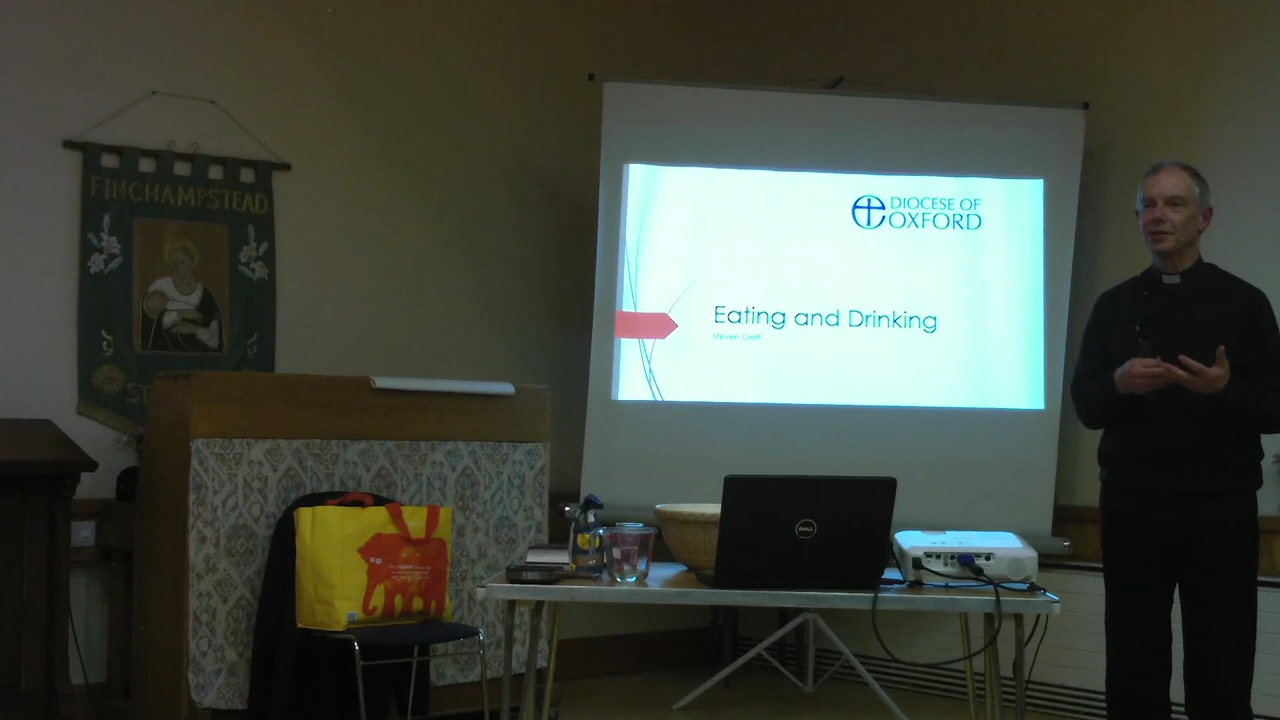 FINCHAMPSTEAD
DIOCESE OF
OXFORD
Eating and Drinking
Steven Croft
DELL